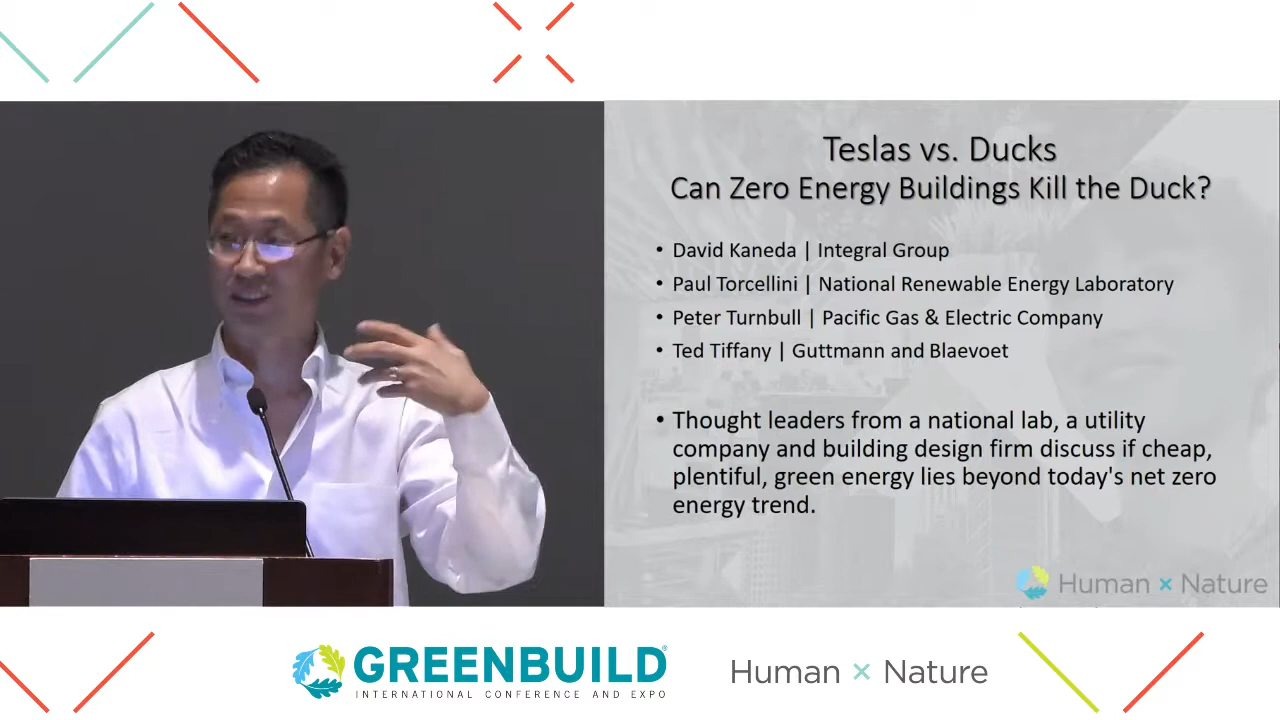 Teslas vs. Ducks
Can Zero Energy Buildings Kill the Duck?
• David Kaneda | Integral Group
• Paul Torcellini | National Renewable Energy Laboratory
• Peter Turnbull | Pacific Gas & Electric Company
• Ted Tiffany | Guttmann and Blaevoet
• Thought leaders from a national lab, a utility
company and building design firm discuss if cheap,
plentiful, green energy lies beyond today's net zero
energy trend.
Human × Nature
GREENBUILD®
INTERNATIONAL CONFERENCE AND EXPO
Human × Nature